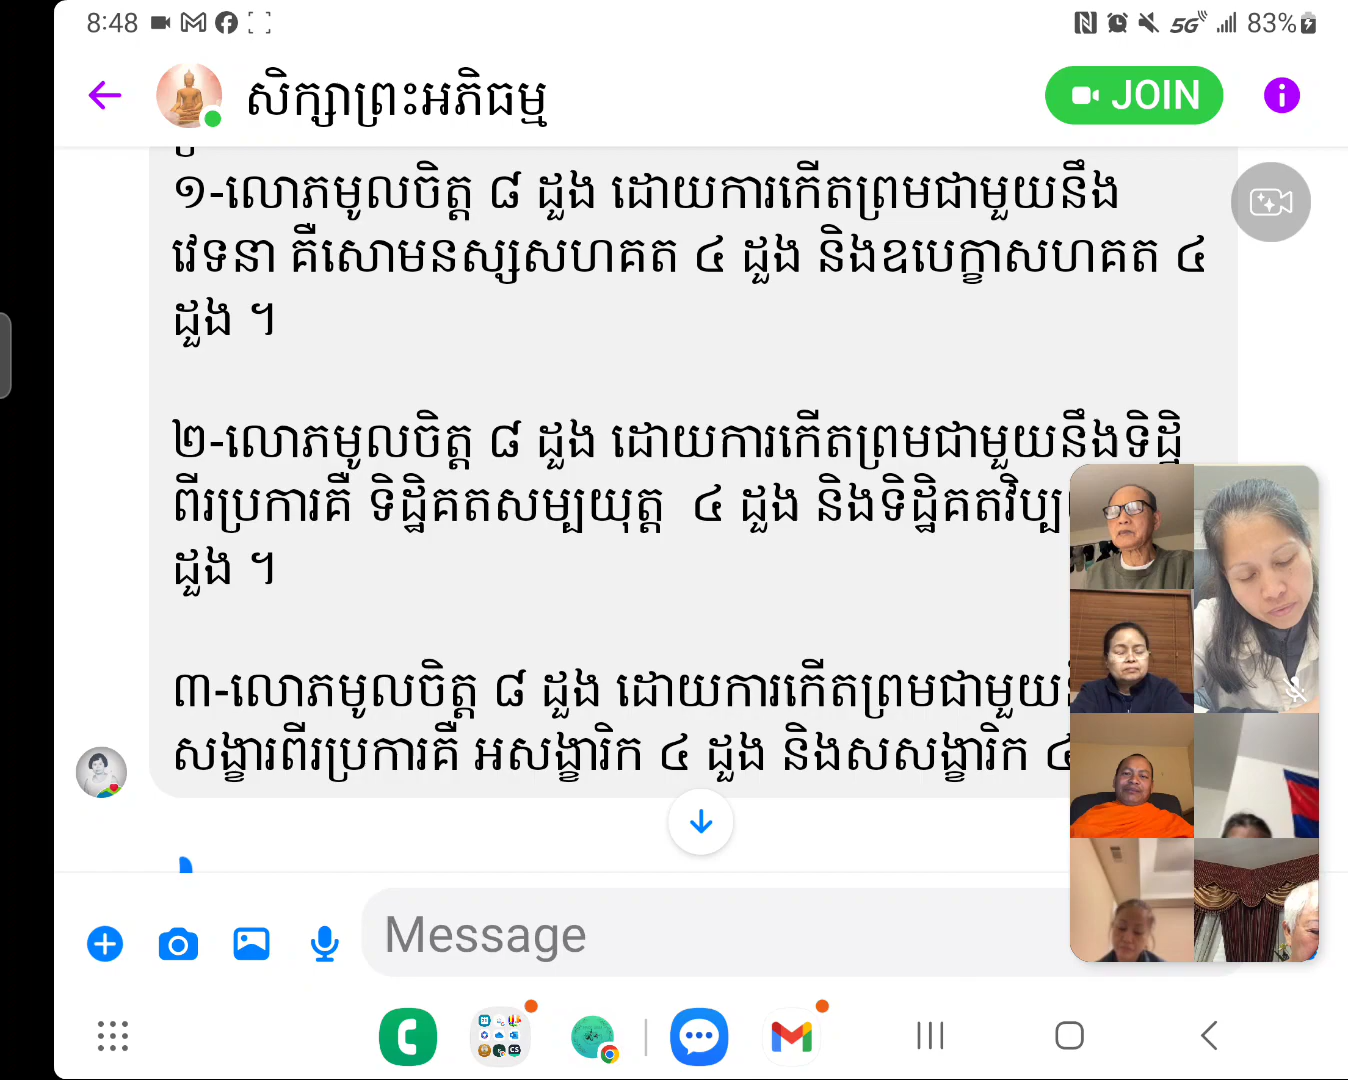 8:48
5G 83%
សិក្សាព្រះអភិធម្ម
JOIN
១-លោភមូលចិត្ត ៨ ដួង ដោយការកើតព្រមជាមួយនឹង
វេទនា គឺសោមនស្សសហគត ៤ ដួង និងឧបេក្ខាសហគត ៤
ដួង ។
២-លោភមូលចិត្ត ៨ ដួង ដោយការកើតព្រមជាមួយនឹងទិដ្ឋិ
ពីរប្រការគឺ ទិដ្ឋិគតសម្បយុត្ត ៤ ដួង និងទិដ្ឋិគតវិប្ប
ដួង ។
៣-លោភមូលចិត្ត ៨ ដួង ដោយការកើតព្រមជាមួយ
សង្ខារពីរប្រការគឺ អសង្ខារិក ៤ ដួង និងសសង្ខារិក ៤
Message